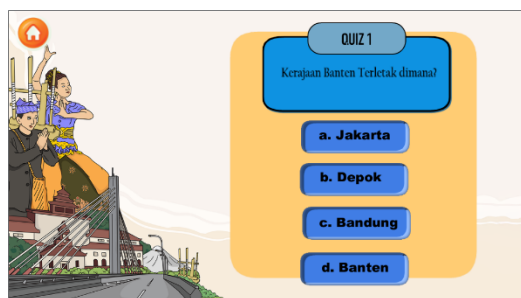 QUIZ 1
Kerajaan Banten Terletak dimana?
a. Jakarta
b. Depok
c. Bandung
d. Banten